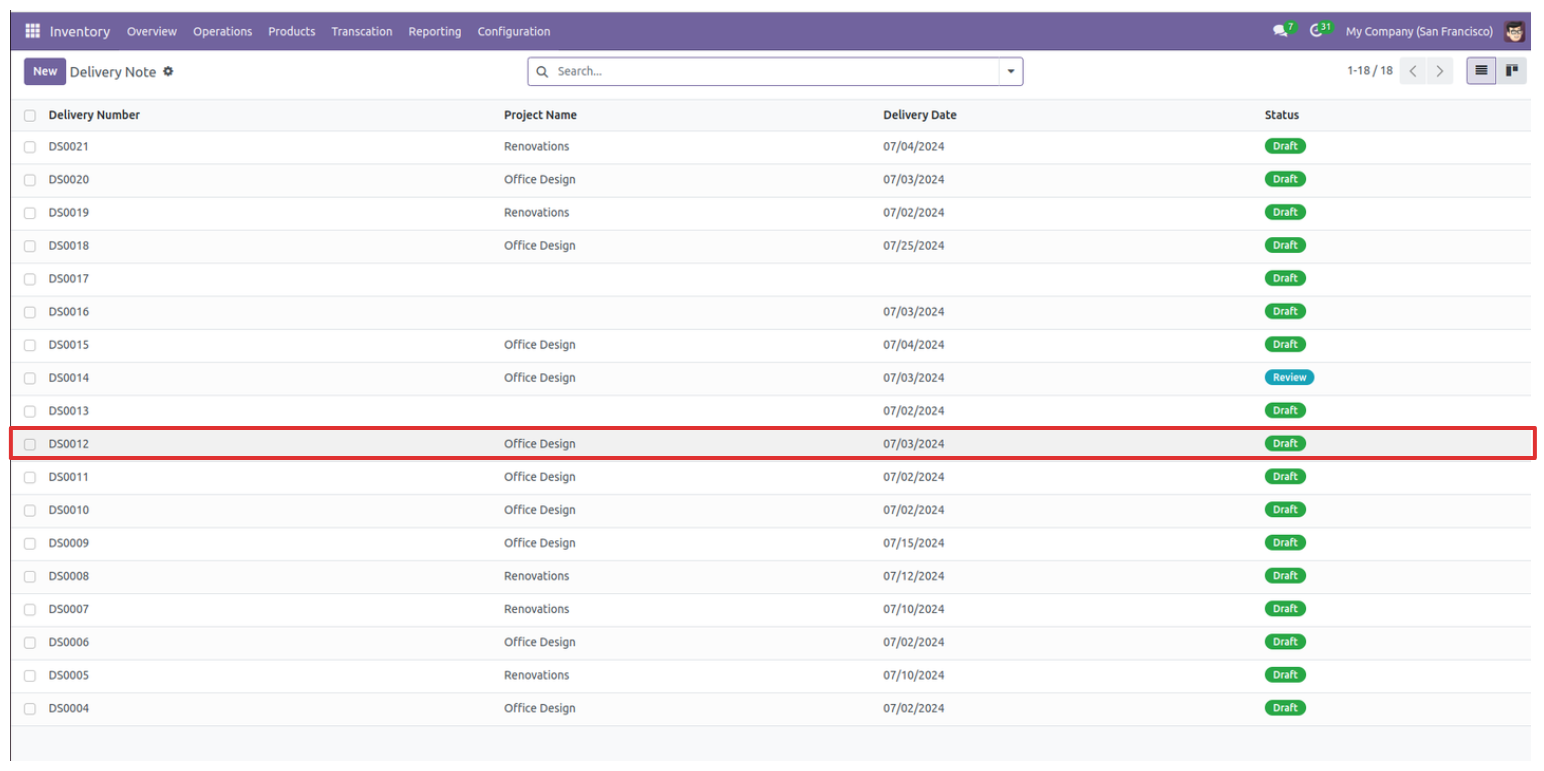 Inventory Overview Operations Products Transcation Reporting Configuration 7 31 My Company (San Francisco)
New Delivery Note Search... 1-18 / 18
Delivery Number Project Name Delivery Date Status
DS0021 Renovations 07/04/2024 Draft
DS0020 Office Design 07/03/2024 Draft
DS0019 Renovations 07/02/2024 Draft
DS0018 Office Design 07/25/2024 Draft
DS0017 Draft
DS0016 07/03/2024 Draft
DS0015 Office Design 07/04/2024 Draft
DS0014 Office Design 07/03/2024 Review
DS0013 07/02/2024 Draft
DS0012 Office Design 07/03/2024 Draft
DS0011 Office Design 07/02/2024 Draft
DS0010 Office Design 07/02/2024 Draft
DS0009 Office Design 07/15/2024 Draft
DS0008 Renovations 07/12/2024 Draft
DS0007 Renovations 07/10/2024 Draft
DS0006 Office Design 07/02/2024 Draft
DS0005 Renovations 07/10/2024 Draft
DS0004 Office Design 07/02/2024 Draft